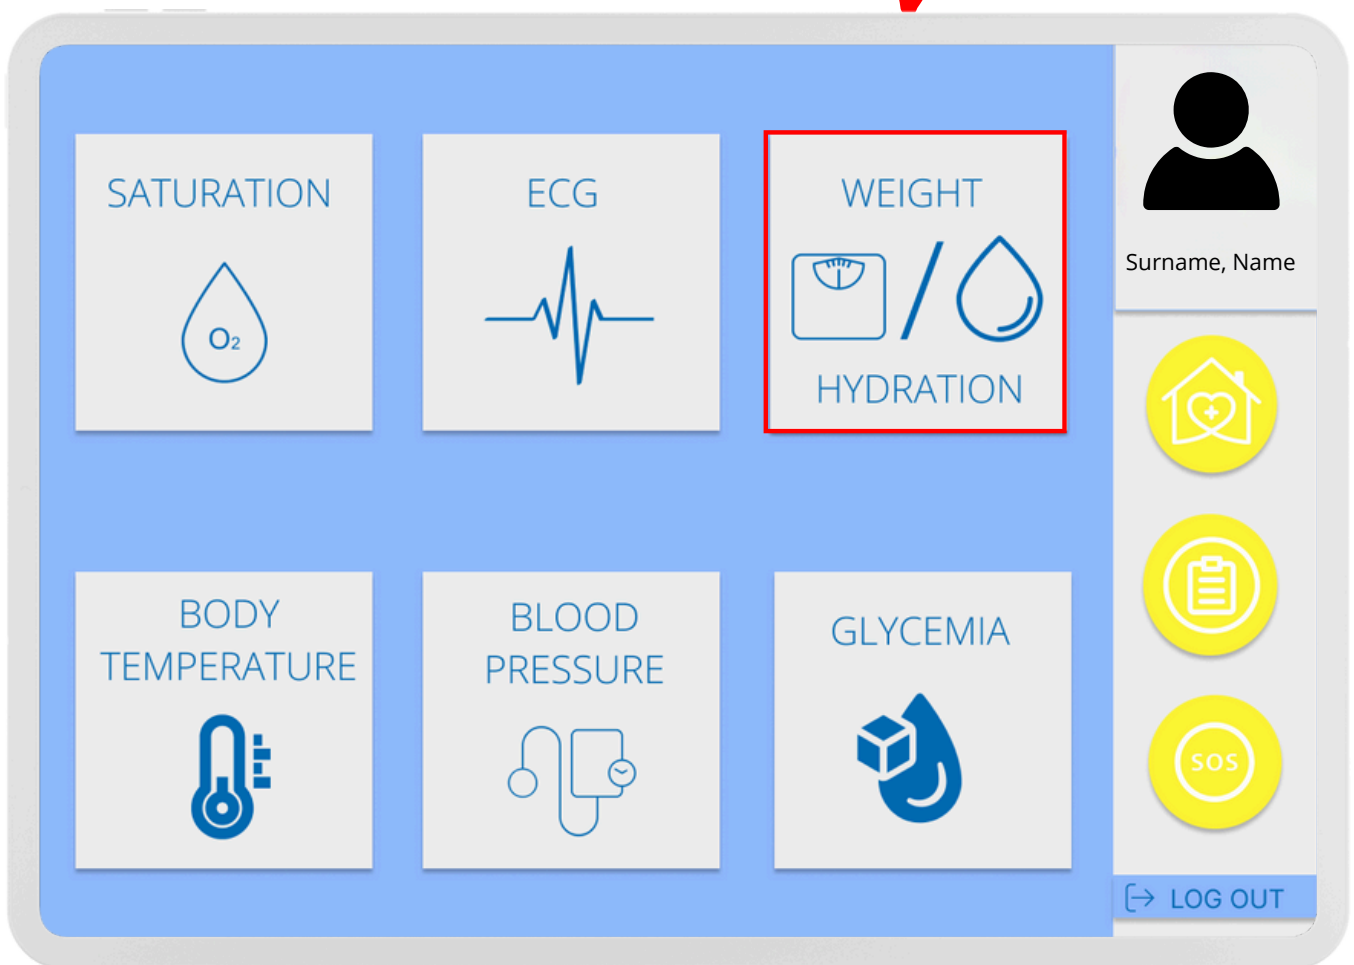 SATURATION
O₂
ECG
WEIGHT
HYDRATION
Surname, Name
BODY
TEMPERATURE
BLOOD
PRESSURE
GLYCEMIA
SOS
LOG OUT